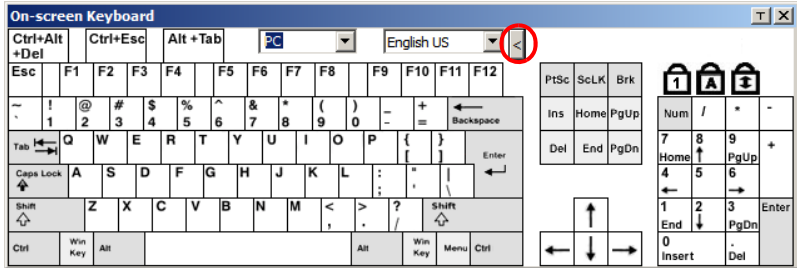 On-screen Keyboard T X
Ctrl+Alt
+Del Ctrl+Esc Alt +Tab PC English US <
Esc F1 F2 F3 F4 F5 F6 F7 F8 F9 F10 F11 F12 PtSc ScLK Brk 1 A
~ ! @ # $ % ^ & * ( ) _ +
` 1 2 3 4 5 6 7 8 9 0 - = Backspace Ins Home PgUp Num / * -
Tab Q W E R T Y U I O P { }
[ ] Enter Del End PgDn 7 8 9 +
Home PgUp
Caps Lock A S D F G H J K L : " |
; ' \ 4 5 6
Shift Z X C V B N M < > ? Shift
, . / 1 2 3 Enter
End PgDn
Ctrl Win
Key Alt Alt Win
Key Menu Ctrl 0 .
Insert Del